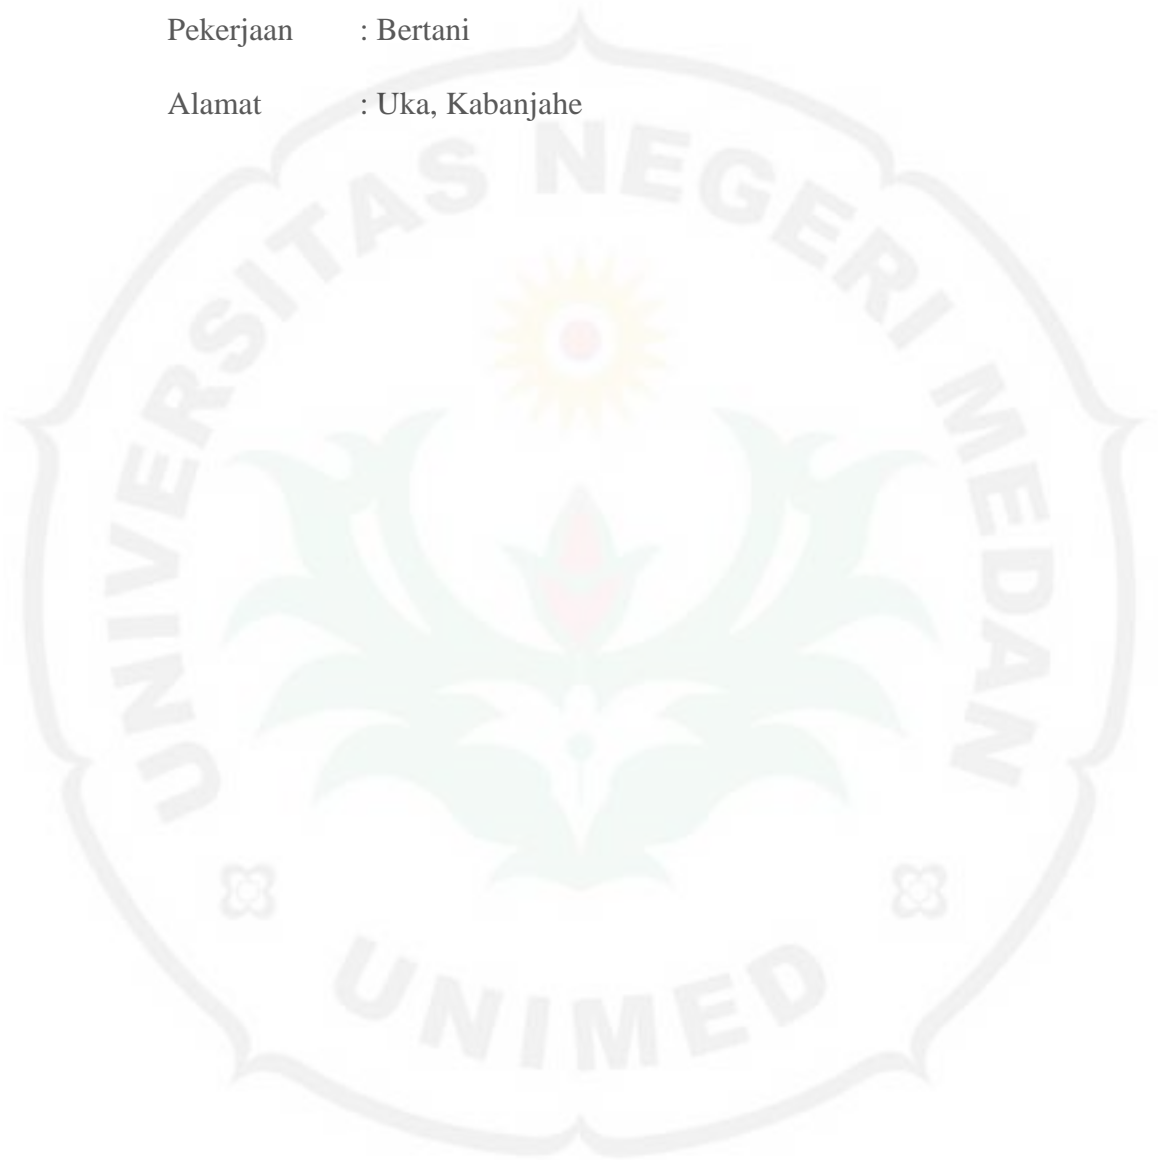 Pekerjaan : Bertani
Alamat : Uka, Kabanjahe
UNIVERSITAS NEGERI MEDAN
UNIMED